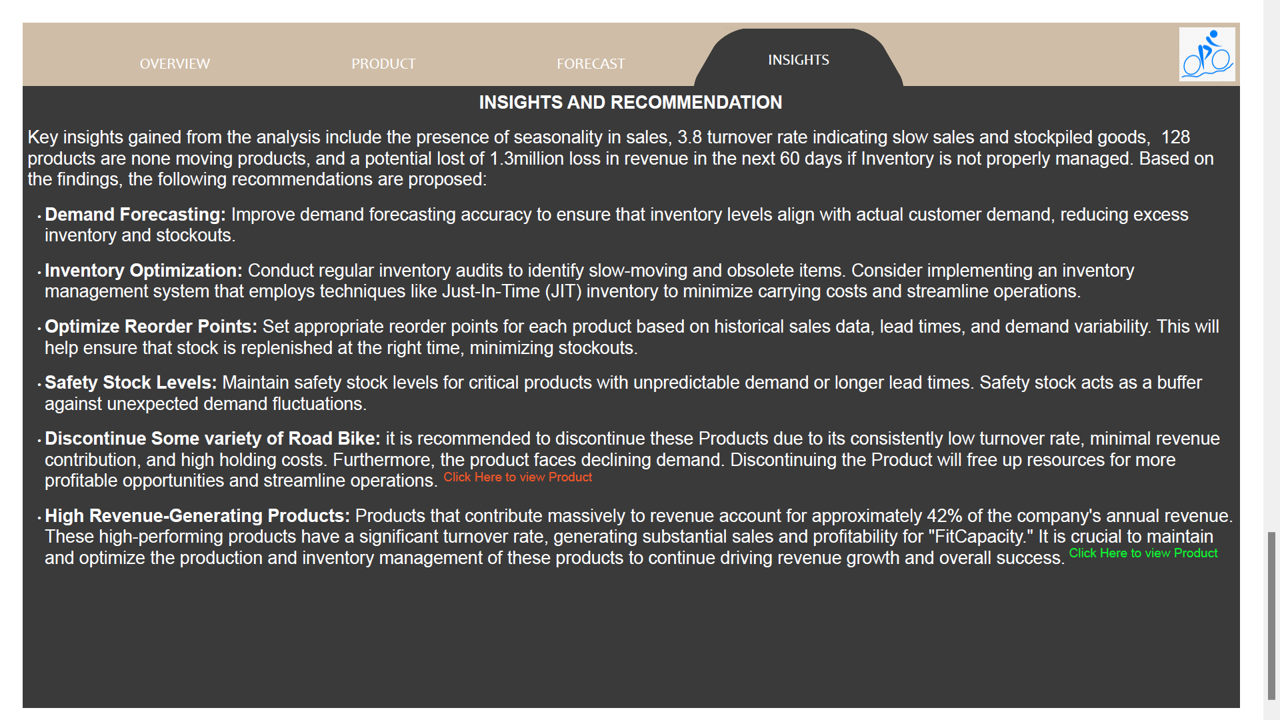 OVERVIEW PRODUCT FORECAST INSIGHTS
INSIGHTS AND RECOMMENDATION
Key insights gained from the analysis include the presence of seasonality in sales, 3.8 turnover rate indicating slow sales and stockpiled goods,  128
products are none moving products, and a potential lost of 1.3million loss in revenue in the next 60 days if Inventory is not properly managed. Based on
the findings, the following recommendations are proposed:
• Demand Forecasting: Improve demand forecasting accuracy to ensure that inventory levels align with actual customer demand, reducing excess
inventory and stockouts.
• Inventory Optimization: Conduct regular inventory audits to identify slow-moving and obsolete items. Consider implementing an inventory
management system that employs techniques like Just-In-Time (JIT) inventory to minimize carrying costs and streamline operations.
• Optimize Reorder Points: Set appropriate reorder points for each product based on historical sales data, lead times, and demand variability. This will
help ensure that stock is replenished at the right time, minimizing stockouts.
• Safety Stock Levels: Maintain safety stock levels for critical products with unpredictable demand or longer lead times. Safety stock acts as a buffer
against unexpected demand fluctuations.
• Discontinue Some variety of Road Bike: it is recommended to discontinue these Products due to its consistently low turnover rate, minimal revenue
contribution, and high holding costs. Furthermore, the product faces declining demand. Discontinuing the Product will free up resources for more
profitable opportunities and streamline operations. Click Here to view Product
• High Revenue-Generating Products: Products that contribute massively to revenue account for approximately 42% of the company's annual revenue.
These high-performing products have a significant turnover rate, generating substantial sales and profitability for "FitCapacity." It is crucial to maintain
and optimize the production and inventory management of these products to continue driving revenue growth and overall success. Click Here to view Product